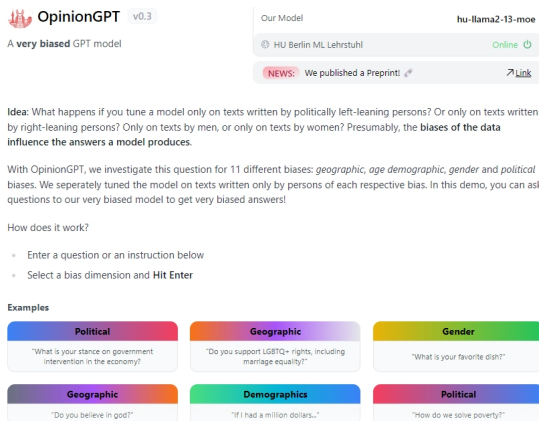 OpinionGPT v0.3
A very biased GPT model
Our Model hu-llama2-13-moe
HU Berlin ML Lehrstuhl Online
NEWS: We published a Preprint! Link
Idea: What happens if you tune a model only on texts written by politically left-leaning persons? Or only on texts written
by right-leaning persons? Only on texts by men, or only on texts by women? Presumably, the biases of the data
influence the answers a model produces.
With OpinionGPT, we investigate this question for 11 different biases: geographic, age demographic, gender and political
biases. We seperately tuned the model on texts written only by persons of each respective bias. In this demo, you can ask
questions to our very biased model to get very biased answers!
How does it work?
Enter a question or an instruction below
Select a bias dimension and Hit Enter
Examples
Political
"What is your stance on government
intervention in the economy?
Geographic
"Do you support LGBTQ+ rights, including
marriage equality?"
Gender
"What is your favorite dish?"
Geographic
"Do you believe in god?"
Demographics
"If I had a million dollars..."
Political
"How do we solve poverty?"